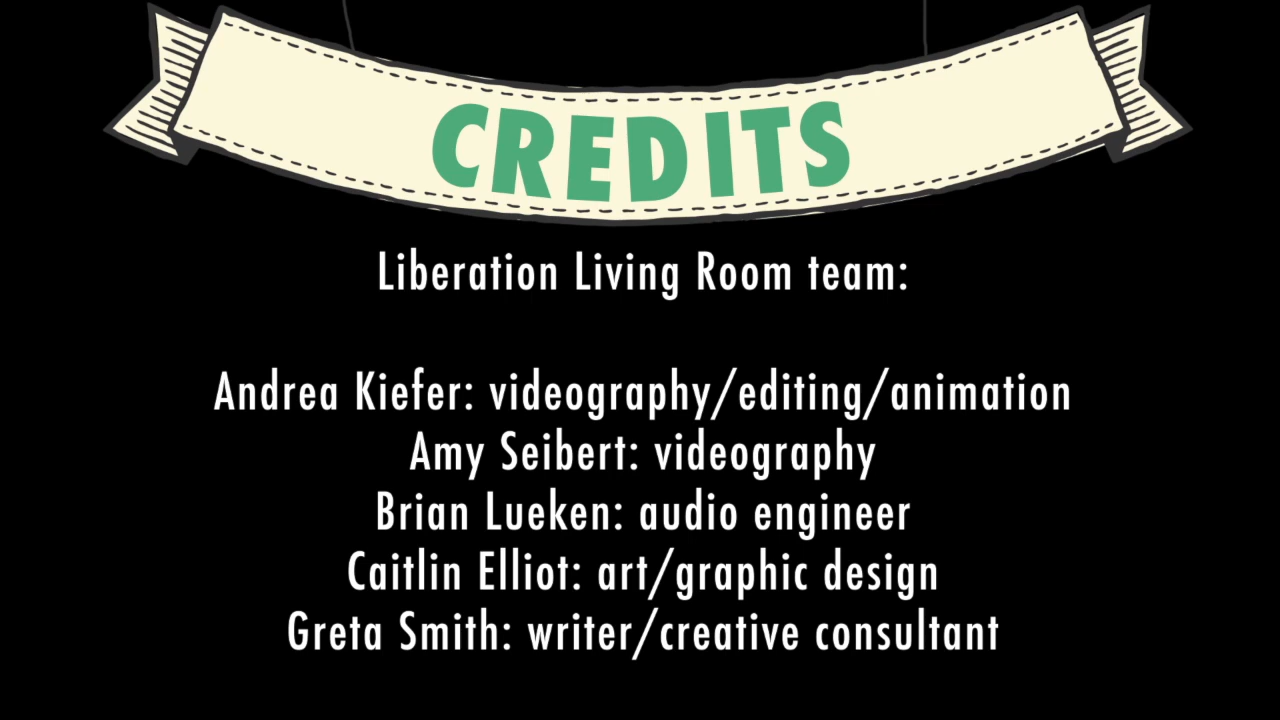 CREDITS
Liberation Living Room team:
Andrea Kiefer: videography/editing/animation
Amy Seibert: videography
Brian Lueken: audio engineer
Caitlin Elliot: art/graphic design
Greta Smith: writer/creative consultant